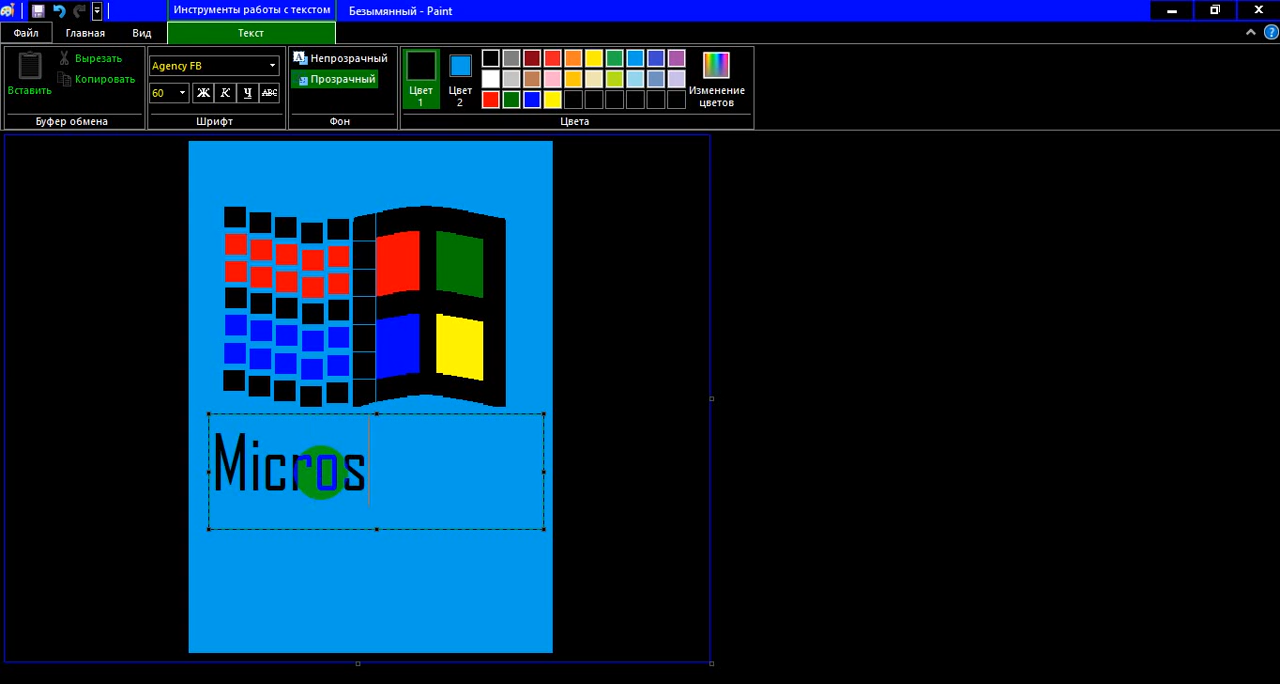 Инструменты работы с текстом
Безымянный - Paint
Файл
Главная
Вид
Текст
Вставить
Вырезать
Копировать
Буфер обмена
Agency FB
60
Ж К Ч ABC
Шрифт
Непрозрачный
Прозрачный
Фон
Цвет 1
Цвет 2
Изменение цветов
Цвета
Micros